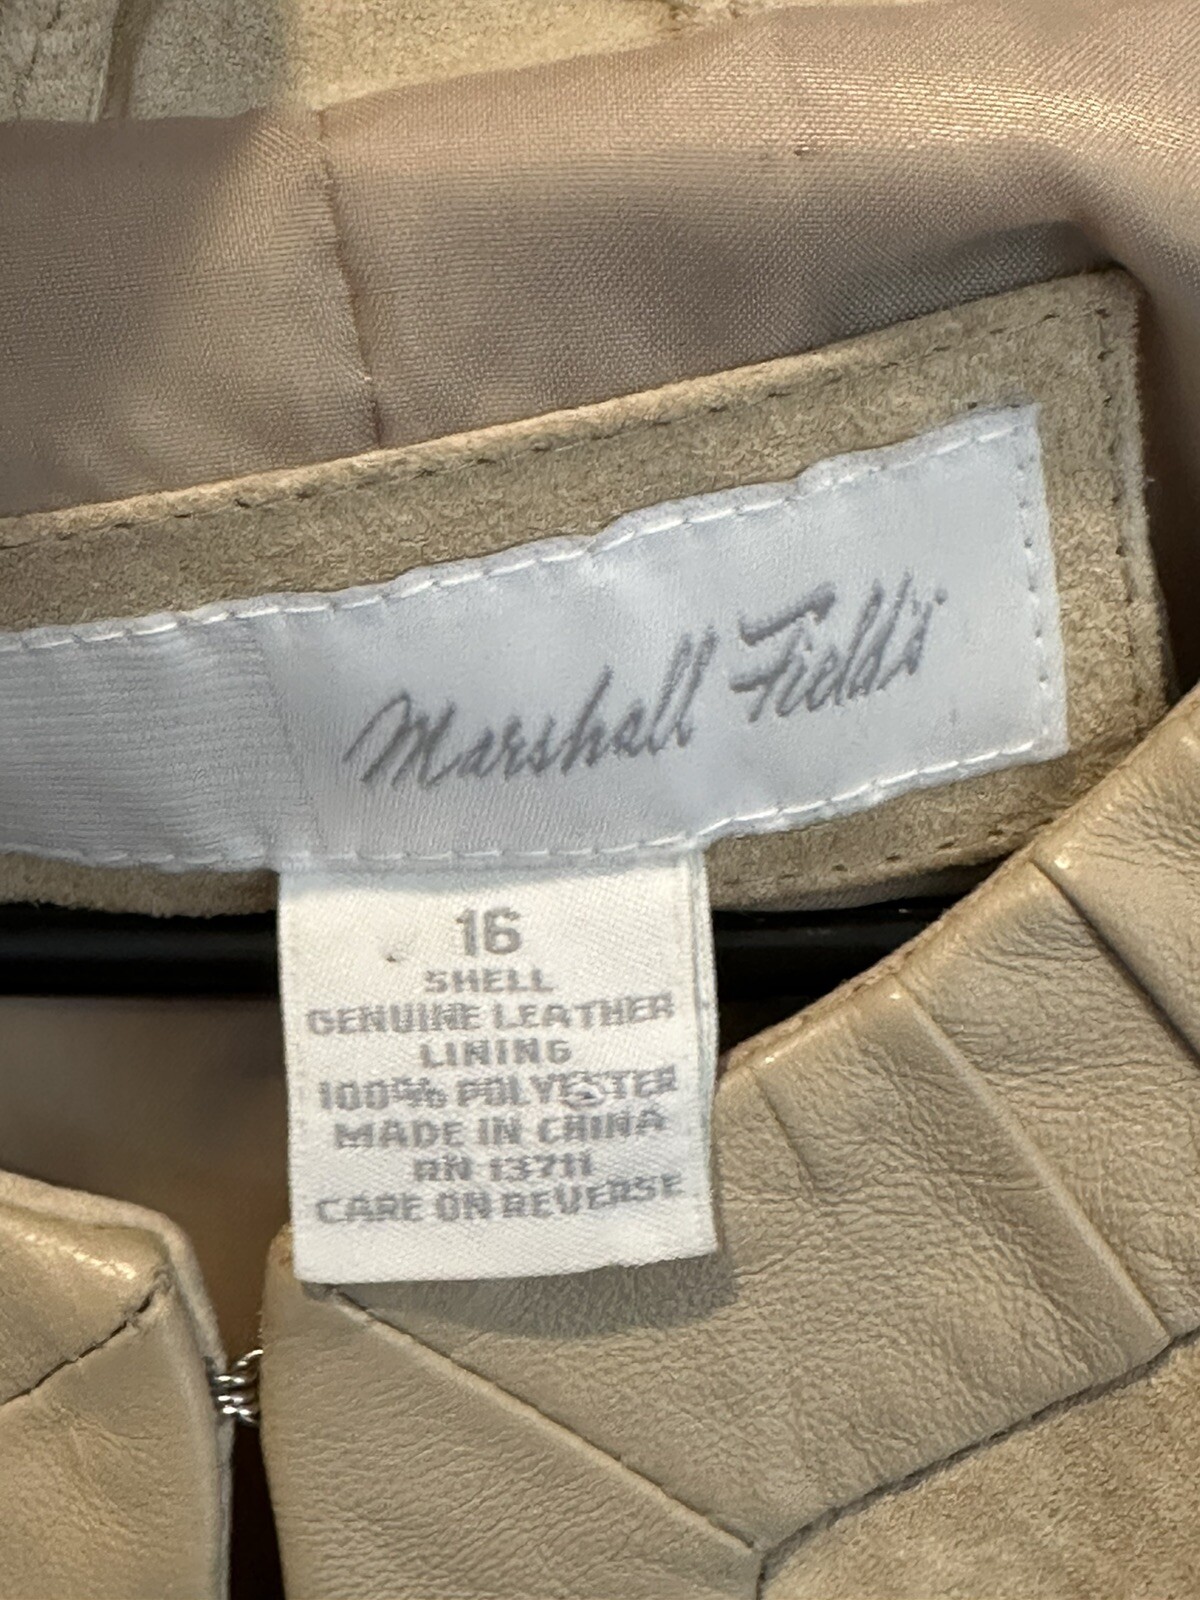 Marshall Field's
16
SHELL
GENUINE LEATHER
LINING
100% POLYESTER
MADE IN CHINA
RN 13711
CARE ON REVERSE